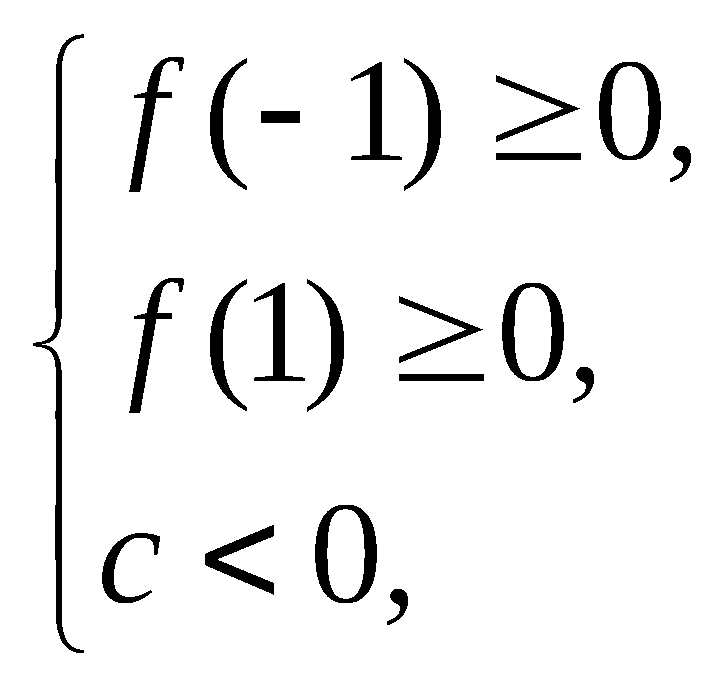 f(-1) ≥0,
f(1) ≥0,
c < 0,